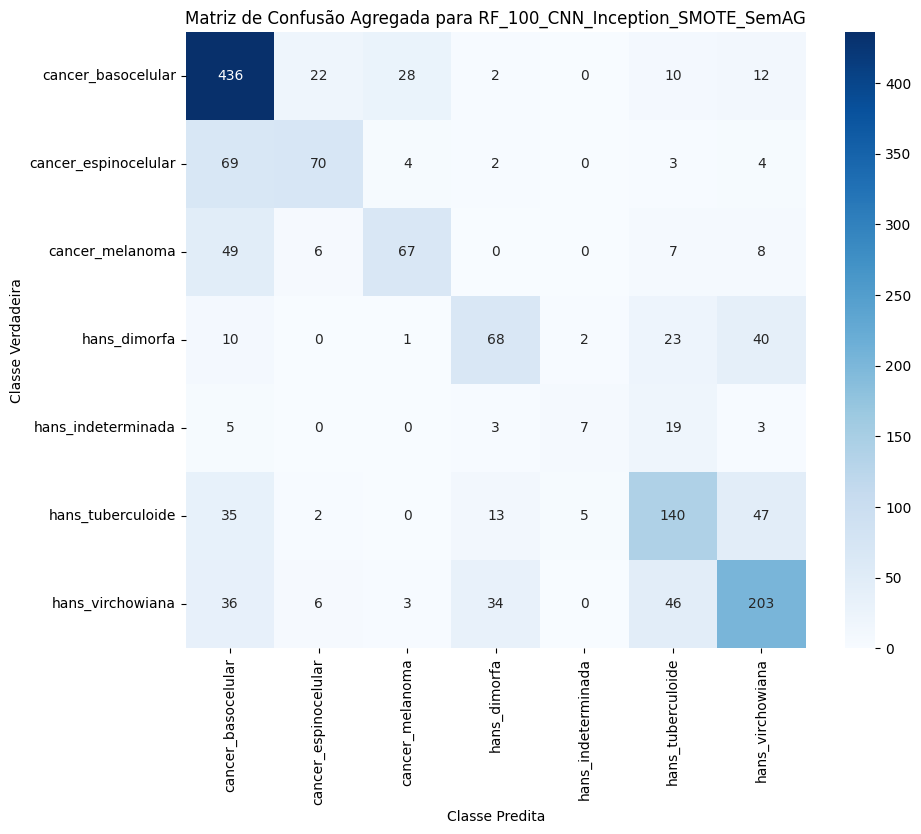 Matriz de Confusão Agregada para RF_100_CNN_Inception_SMOTE_SemAG
cancer_basocelular 436 22 28 2 0 10 12
cancer_espinocelular 69 70 4 2 0 3 4
cancer_melanoma 49 6 67 0 0 7 8
hans_dimorfa 10 0 1 68 2 23 40
hans_indeterminada 5 0 0 3 7 19 3
hans_tuberculoide 35 2 0 13 5 140 47
hans_virchowiana 36 6 3 34 0 46 203
Classe Verdadeira
cancer_basocelular
cancer_espinocelular
cancer_melanoma
hans_dimorfa
hans_indeterminada
hans_tuberculoide
hans_virchowiana
Classe Predita
400
350
300
250
200
150
100
50
0